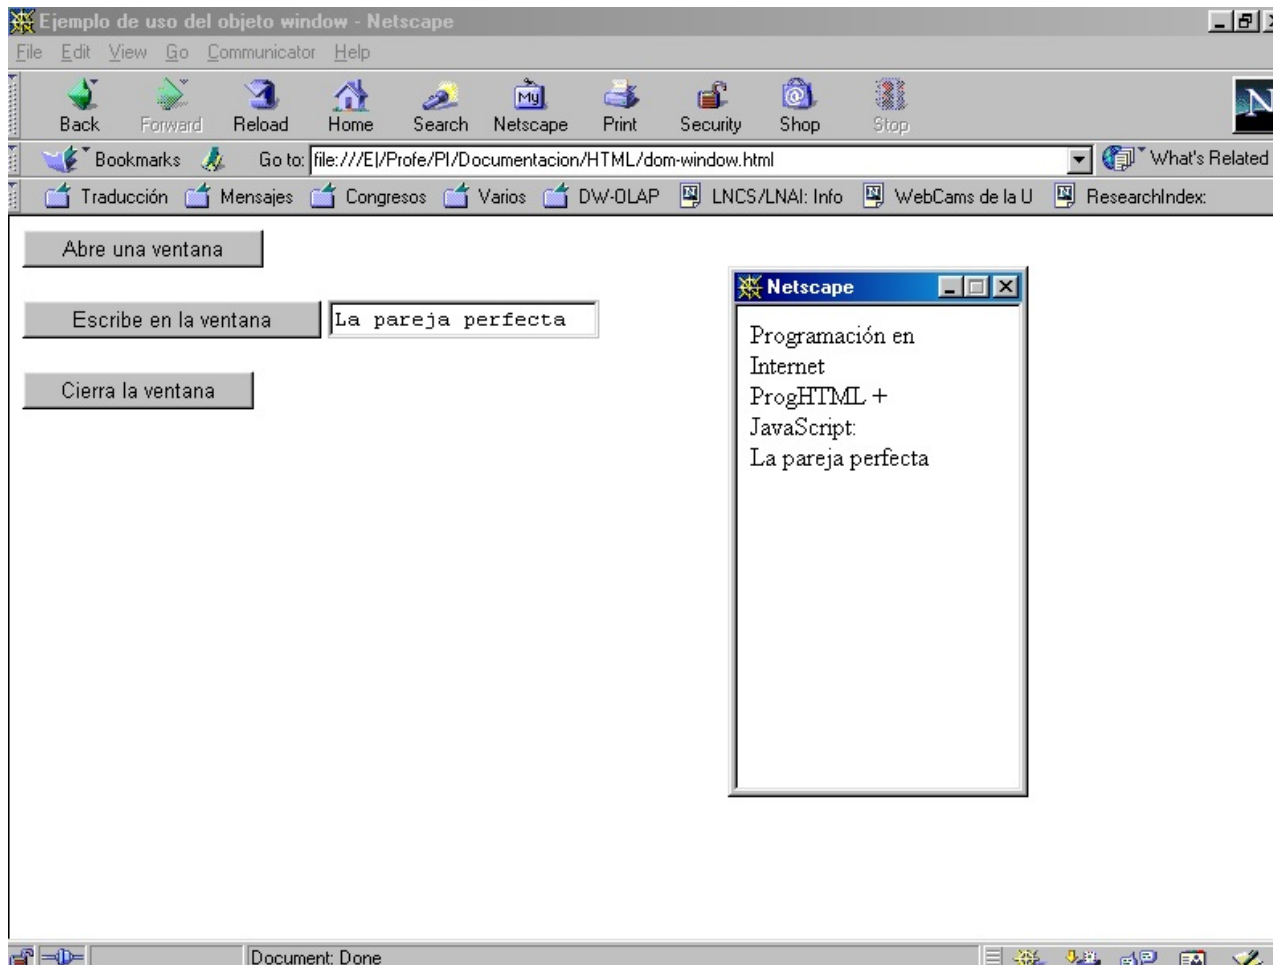 Ejemplo de uso del objeto window - Netscape
File Edit View Go Communicator Help
Back Forward Reload Home Search Netscape Print Security Shop Stop
My
N
Bookmarks Go to: file:///E|/Profe/PI/Documentacion/HTML/dom-window.html What's Related
Traducción Mensajes Congresos Varios DW-OLAP LNCS/LNAI: Info WebCams de la U ResearchIndex:
Abre una ventana
Escribe en la ventana La pareja perfecta
Cierra la ventana
Netscape
Programación en
Internet
ProgHTML +
JavaScript:
La pareja perfecta
Document: Done